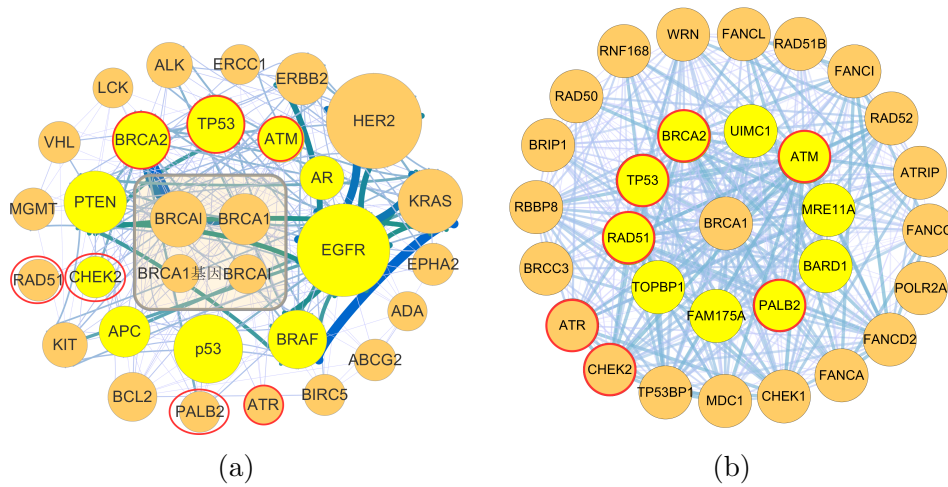 ALK
ERCC1
ERBB2
HER2
LCK
BRCA2
TP53
ATM
VHL
AR
PTEN
KRAS
MGMT
BRCAI
BRCA1
EGFR
EPHA2
RAD51
CHEK2
BRCA1基因
BRCAI
ADA
APC
BRAF
KIT
p53
ABCG2
BCL2
PALB2
ATR
BIRC5
(a)
WRN
FANCL
RAD51B
RNF168
FANCI
RAD50
RAD52
BRCA2
UIMC1
BRIP1
ATM
ATRIP
TP53
RBBP8
MRE11A
BRCA1
FANCC
RAD51
BRCC3
BARD1
TOPBP1
POLR2A
PALB2
FAM175A
ATR
FANCD2
CHEK2
FANCA
TP53BP1
MDC1
CHEK1
(b)